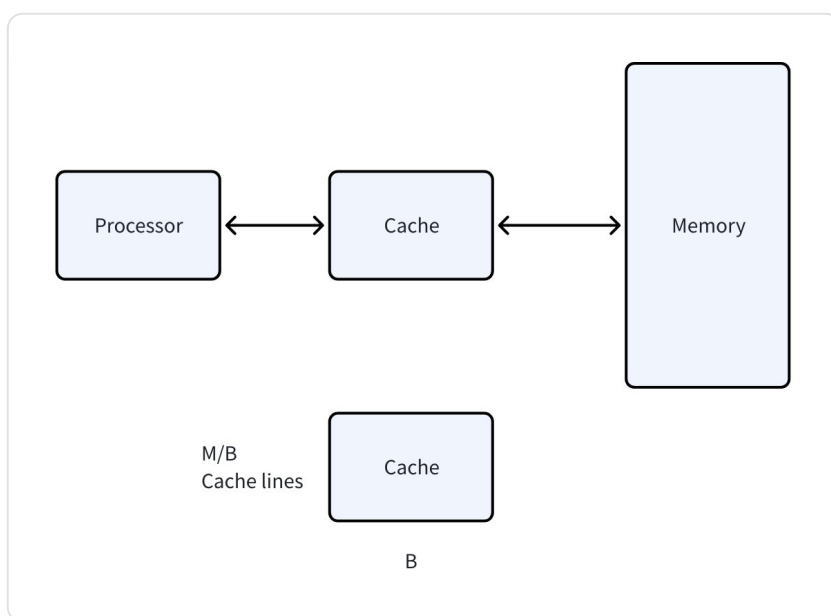 Processor
Cache
Memory
M/B
Cache lines
Cache
B